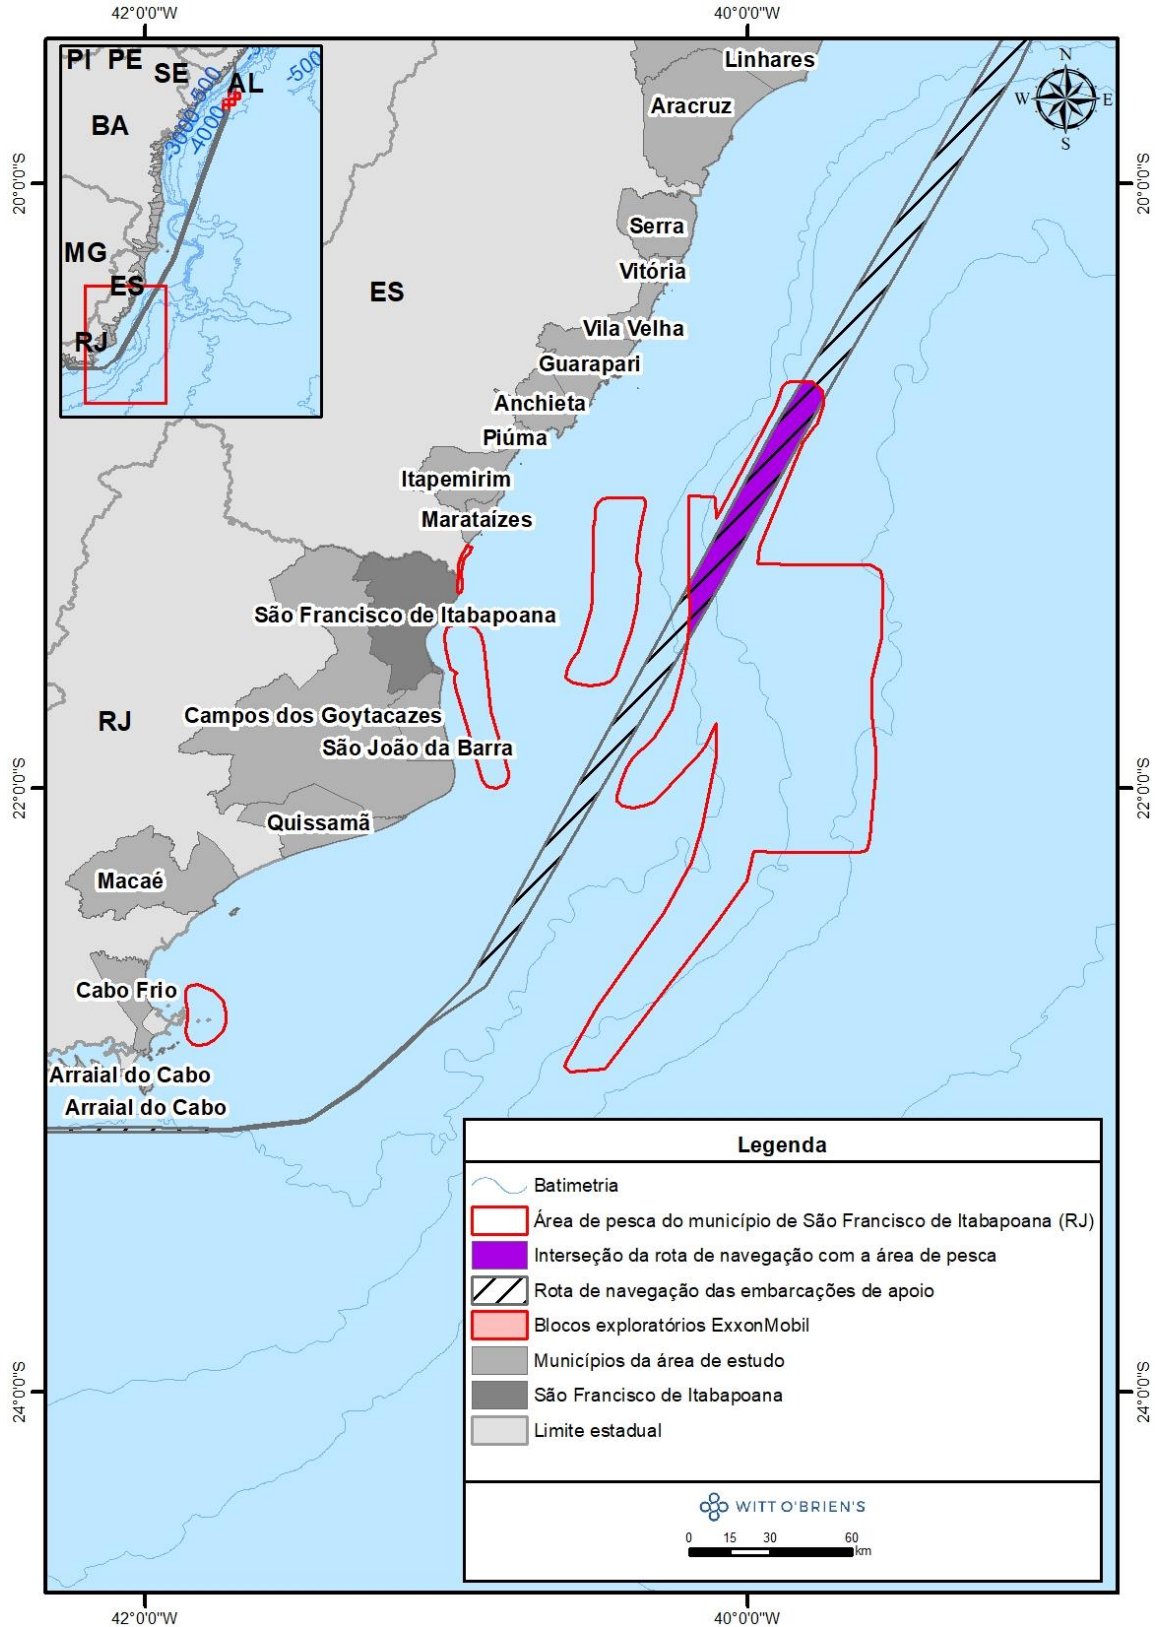 42°0'0"W
40°0'0"W
PI
PE
SE
AL
-500
-500
-3000
-4000
BA
MG
ES
RJ
N
W
E
S
Linhares
Aracruz
20°0'0"S
20°0'0"S
Serra
Vitória
ES
Vila Velha
Guarapari
Anchieta
Piúma
Itapemirim
Marataízes
São Francisco de Itabapoana
RJ
Campos dos Goytacazes
São João da Barra
22°0'0"S
22°0'0"S
Quissamã
Macaé
Cabo Frio
Arraial do Cabo
Arraial do Cabo
Legenda
Batimetria
Área de pesca do município de São Francisco de Itabapoana (RJ)
Interseção da rota de navegação com a área de pesca
Rota de navegação das embarcações de apoio
Blocos exploratórios ExxonMobil
Municípios da área de estudo
São Francisco de Itabapoana
Limite estadual
24°0'0"S
24°0'0"S
WITT O'BRIEN'S
0 15 30 60
km
42°0'0"W
40°0'0"W